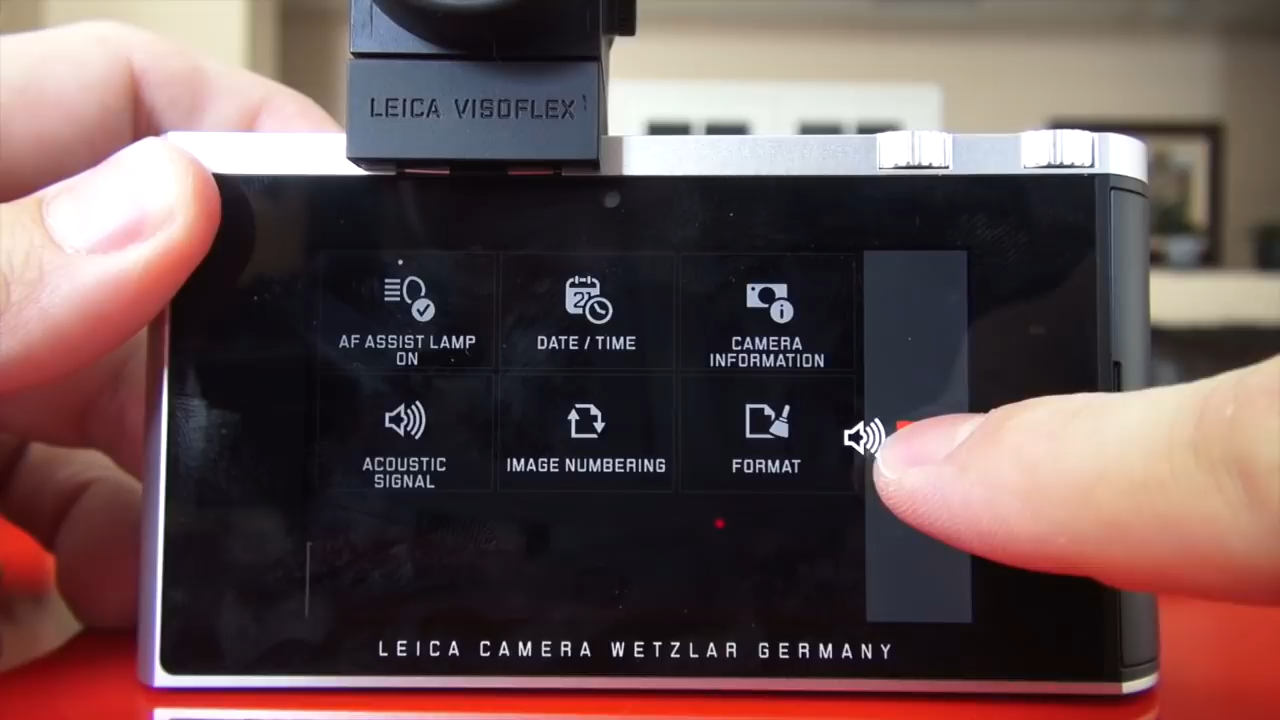 LEICA VISOFLEX
AF ASSIST LAMP
ON
DATE / TIME
CAMERA
INFORMATION
ACOUSTIC
SIGNAL
IMAGE NUMBERING
FORMAT
LEICA CAMERA WETZLAR GERMANY